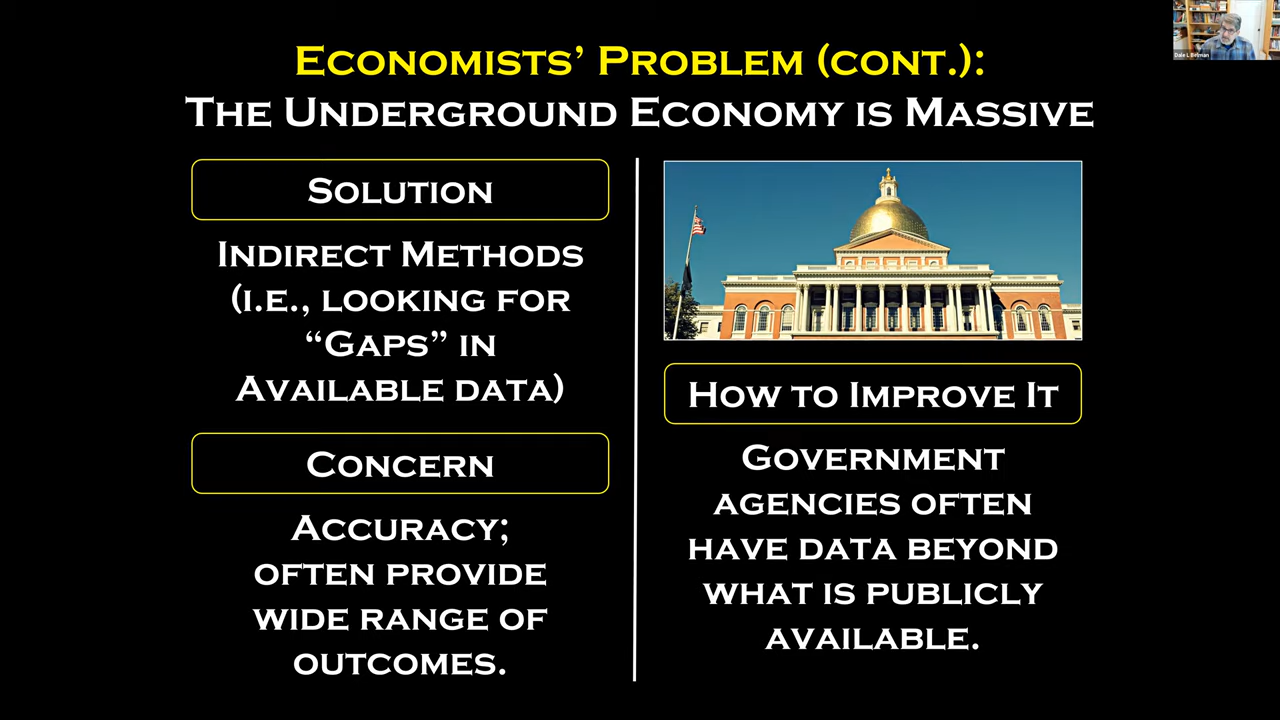 Economists’ Problem (cont.):
The Underground Economy is Massive
Solution
Indirect Methods
(i.e., looking for
“Gaps” in
Available data)
Concern
Accuracy;
often provide
wide range of
outcomes.
How to Improve It
Government
agencies often
have data beyond
what is publicly
available.
Dale L Belman